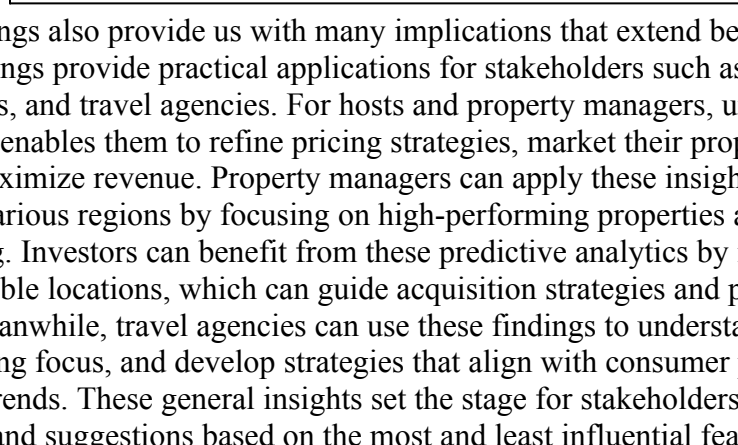 ngs also provide us with many implications that extend be
ngs provide practical applications for stakeholders such as
s, and travel agencies. For hosts and property managers, u
enables them to refine pricing strategies, market their prop
ximize revenue. Property managers can apply these insigh
arious regions by focusing on high-performing properties a
g. Investors can benefit from these predictive analytics by
ble locations, which can guide acquisition strategies and p
eanwhile, travel agencies can use these findings to understa
ng focus, and develop strategies that align with consumer
rends. These general insights set the stage for stakeholders
and suggestions based on the most and least influential fea